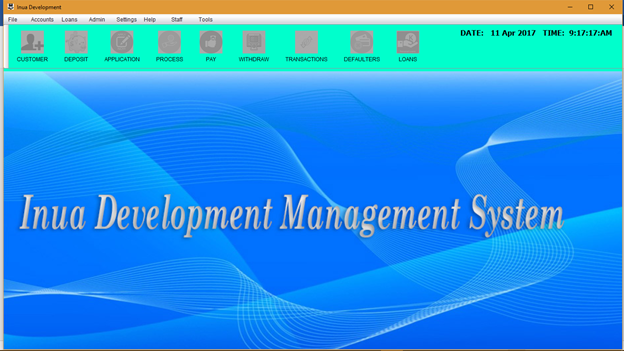 Inua Development
File Accounts Loans Admin Settings Help Staff Tools
DATE: 11 Apr 2017 TIME: 9:17:17:AM
CUSTOMER DEPOSIT APPLICATION PROCESS PAY WITHDRAW TRANSACTIONS DEFAULTERS LOANS
Inua Development Management System